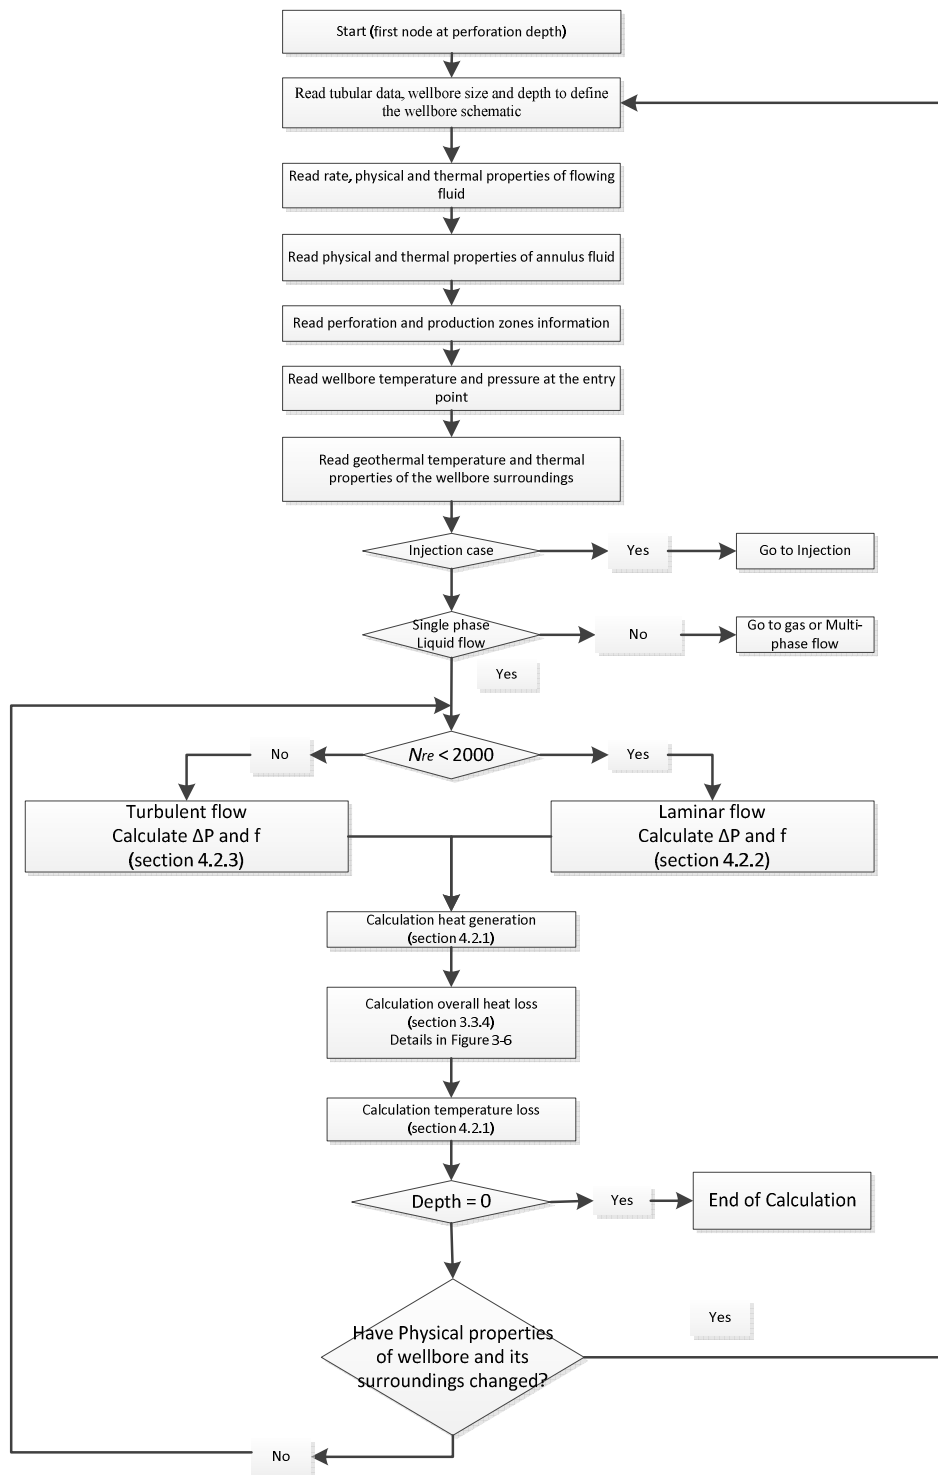 Start (first node at perforation depth)
Read tubular data, wellbore size and depth to define
the wellbore schematic
Read rate, physical and thermal properties of flowing
fluid
Read physical and thermal properties of annulus fluid
Read perforation and production zones information
Read wellbore temperature and pressure at the entry
point
Read geothermal temperature and thermal
properties of the wellbore surroundings
Injection case
Yes
Go to Injection
Single phase
Liquid flow
No
Go to gas or Multi-
phase flow
Yes
No
Nre < 2000
Yes
Turbulent flow
Calculate ΔP and f
(section 4.2.3)
Laminar flow
Calculate ΔP and f
(section 4.2.2)
Calculation heat generation
(section 4.2.1)
Calculation overall heat loss
(section 3.3.4)
Details in Figure 3-6
Calculation temperature loss
(section 4.2.1)
Depth = 0
Yes
End of Calculation
Have Physical properties
of wellbore and its
surroundings changed?
Yes
No